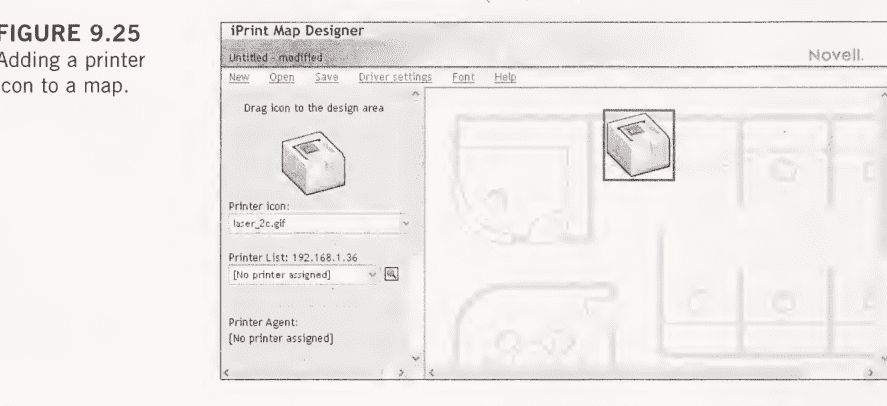 FIGURE 9.25
Adding a printer
icon to a map.
iPrint Map Designer
Untitled - modified
Novell.
New Open Save Driver settings Font Help
Drag icon to the design area
Printer icon:
laser_2c.gif
Printer List: 192.168.1.36
[No printer assigned]
Printer Agent:
[No printer assigned]